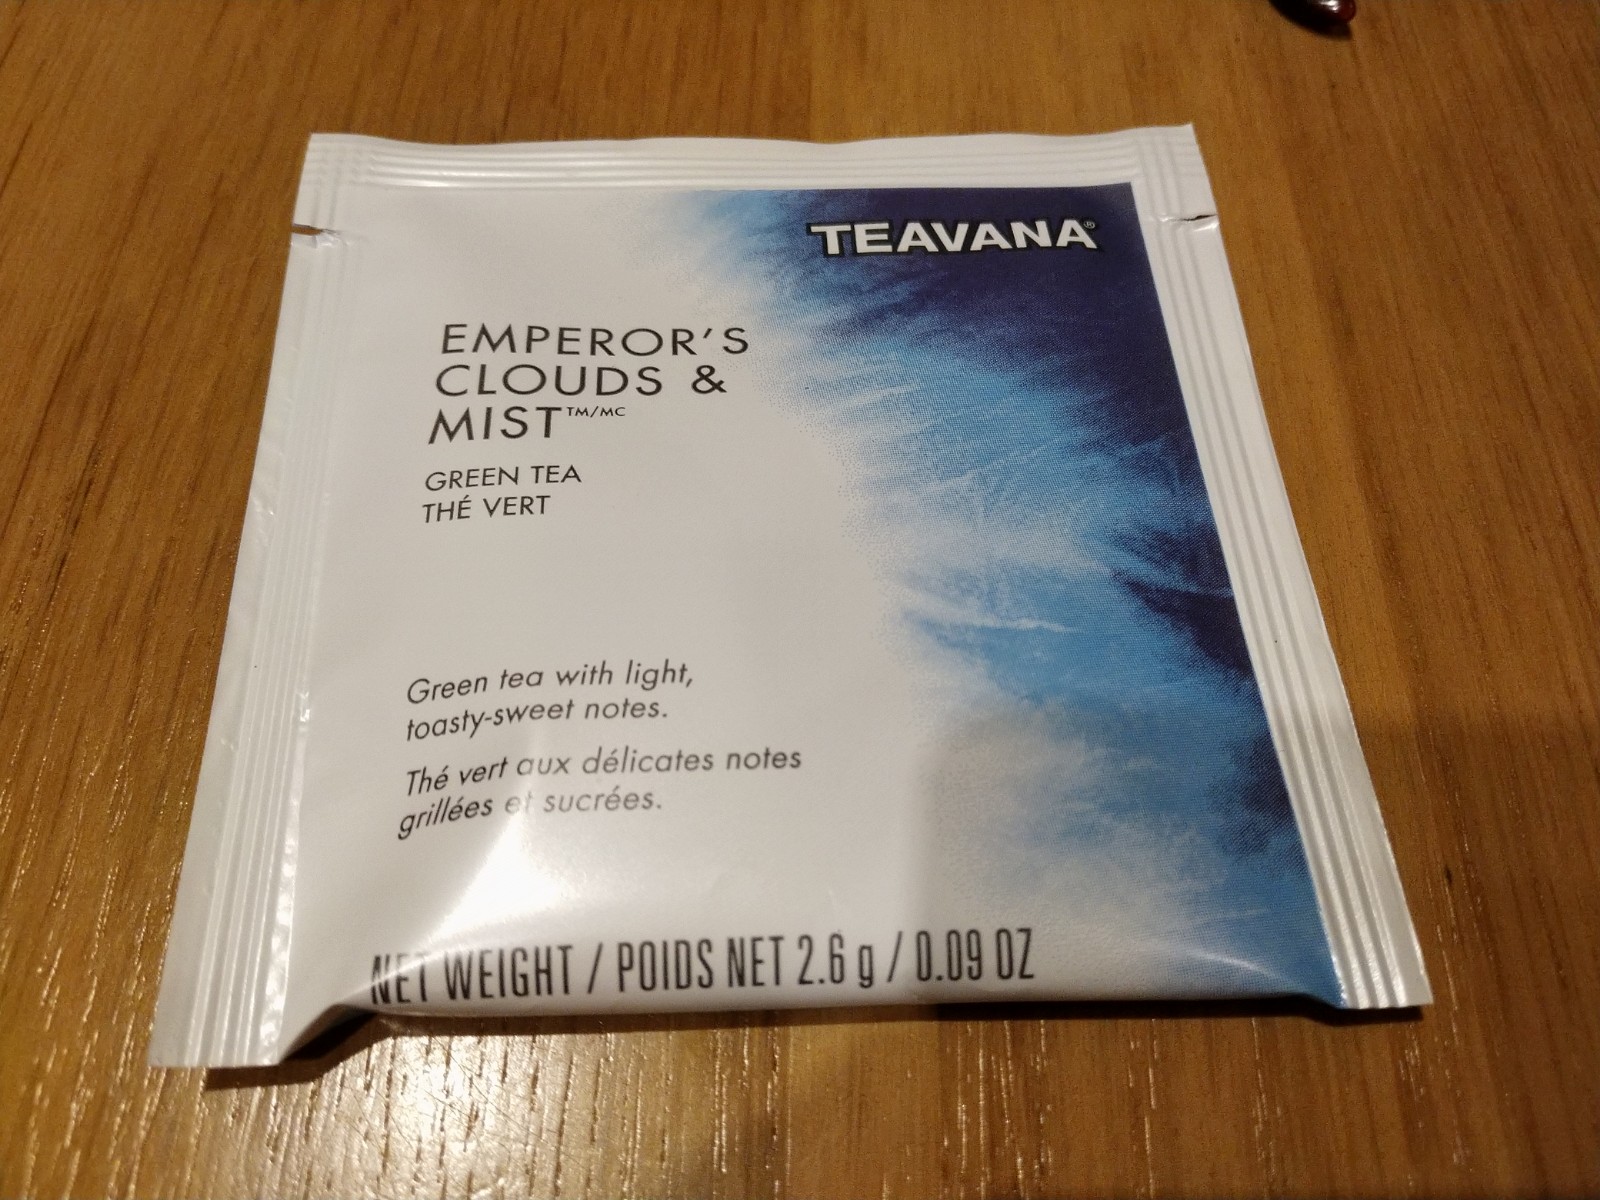 TEAVANA®
EMPEROR'S
CLOUDS &
MIST™/MC
GREEN TEA
THÉ VERT
Green tea with light,
toasty-sweet notes.
Thé vert aux délicates notes
grillées et sucrées.
NET WEIGHT / POIDS NET 2.6 g / 0.09 OZ